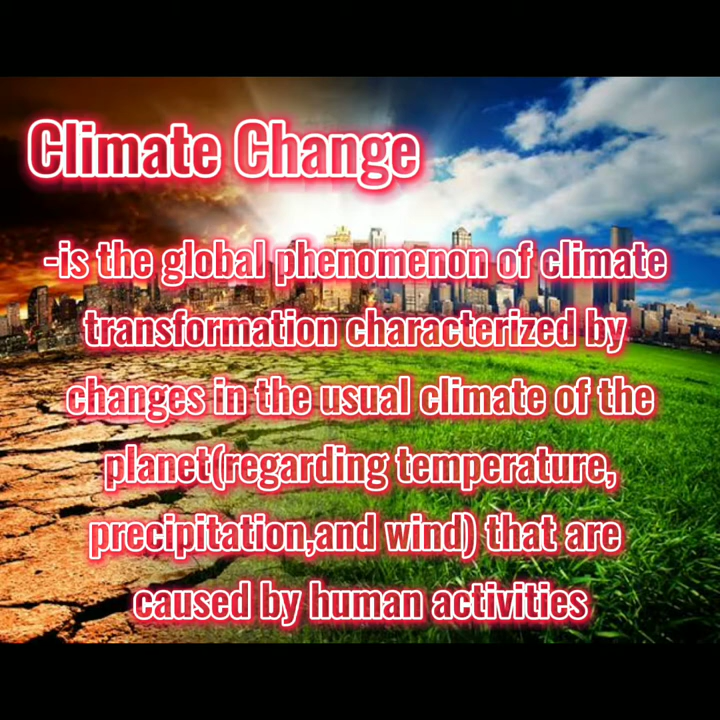 Climate Change
-is the global phenomenon of climate
transformation characterized by
changes in the usual climate of the
planet(regarding temperature,
precipitation,and wind) that are
caused by human activities